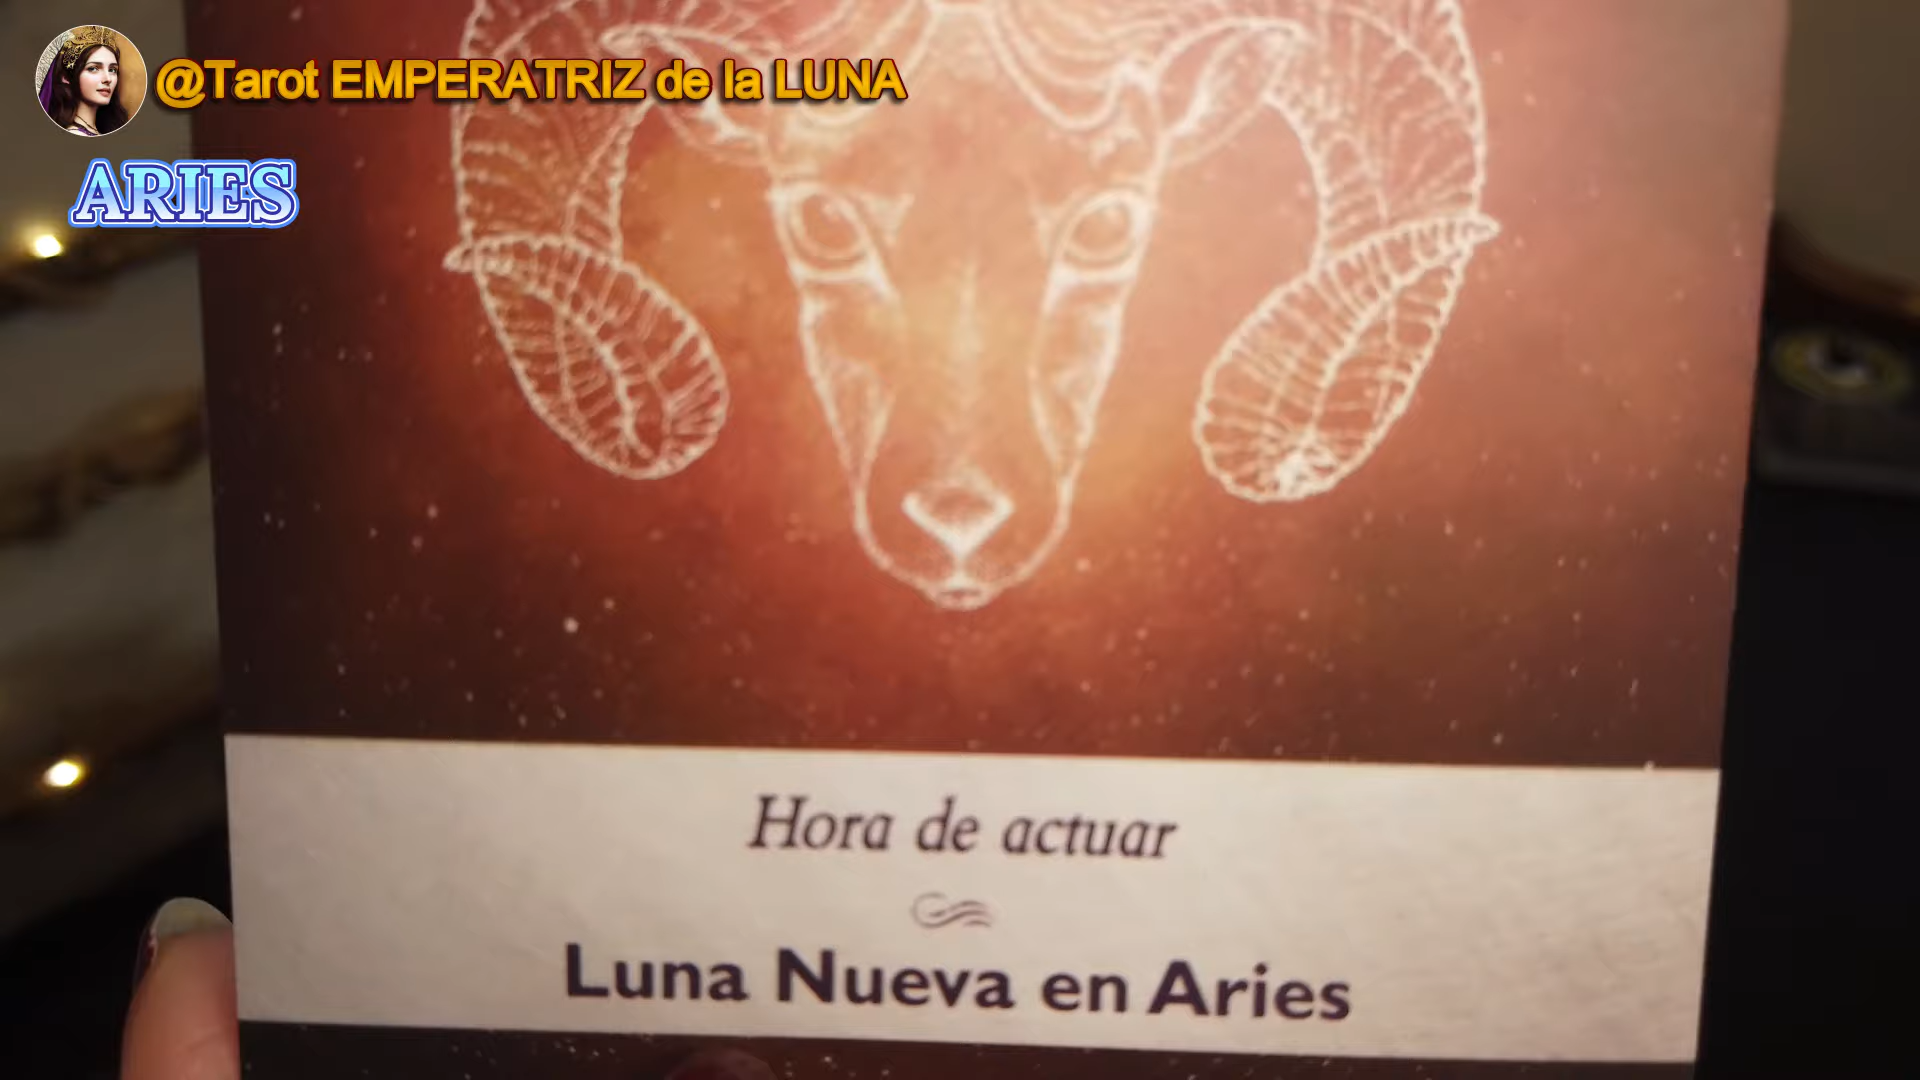 @Tarot EMPERATRIZ de la LUNA
ARIES
Hora de actuar
Luna Nueva en Aries